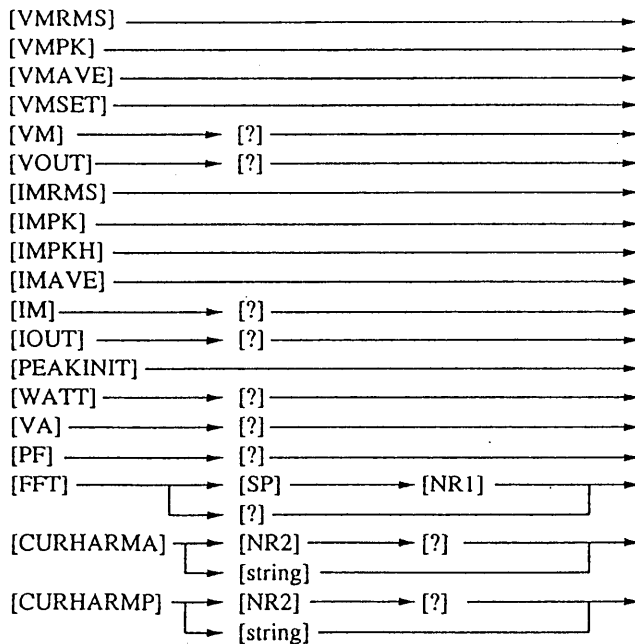 [VMRMS]
[VMPK]
[VMAVE]
[VMSET]
[VM] [?]
[VOUT] [?]
[IMRMS]
[IMPK]
[IMPKH]
[IMAVE]
[IM] [?]
[IOUT] [?]
[PEAKINIT]
[WATT] [?]
[VA] [?]
[PF] [?]
[FFT] [SP] [NR1]
[?]
[CURHARMA] [NR2] [?]
[string]
[CURHARMP] [NR2] [?]
[string]